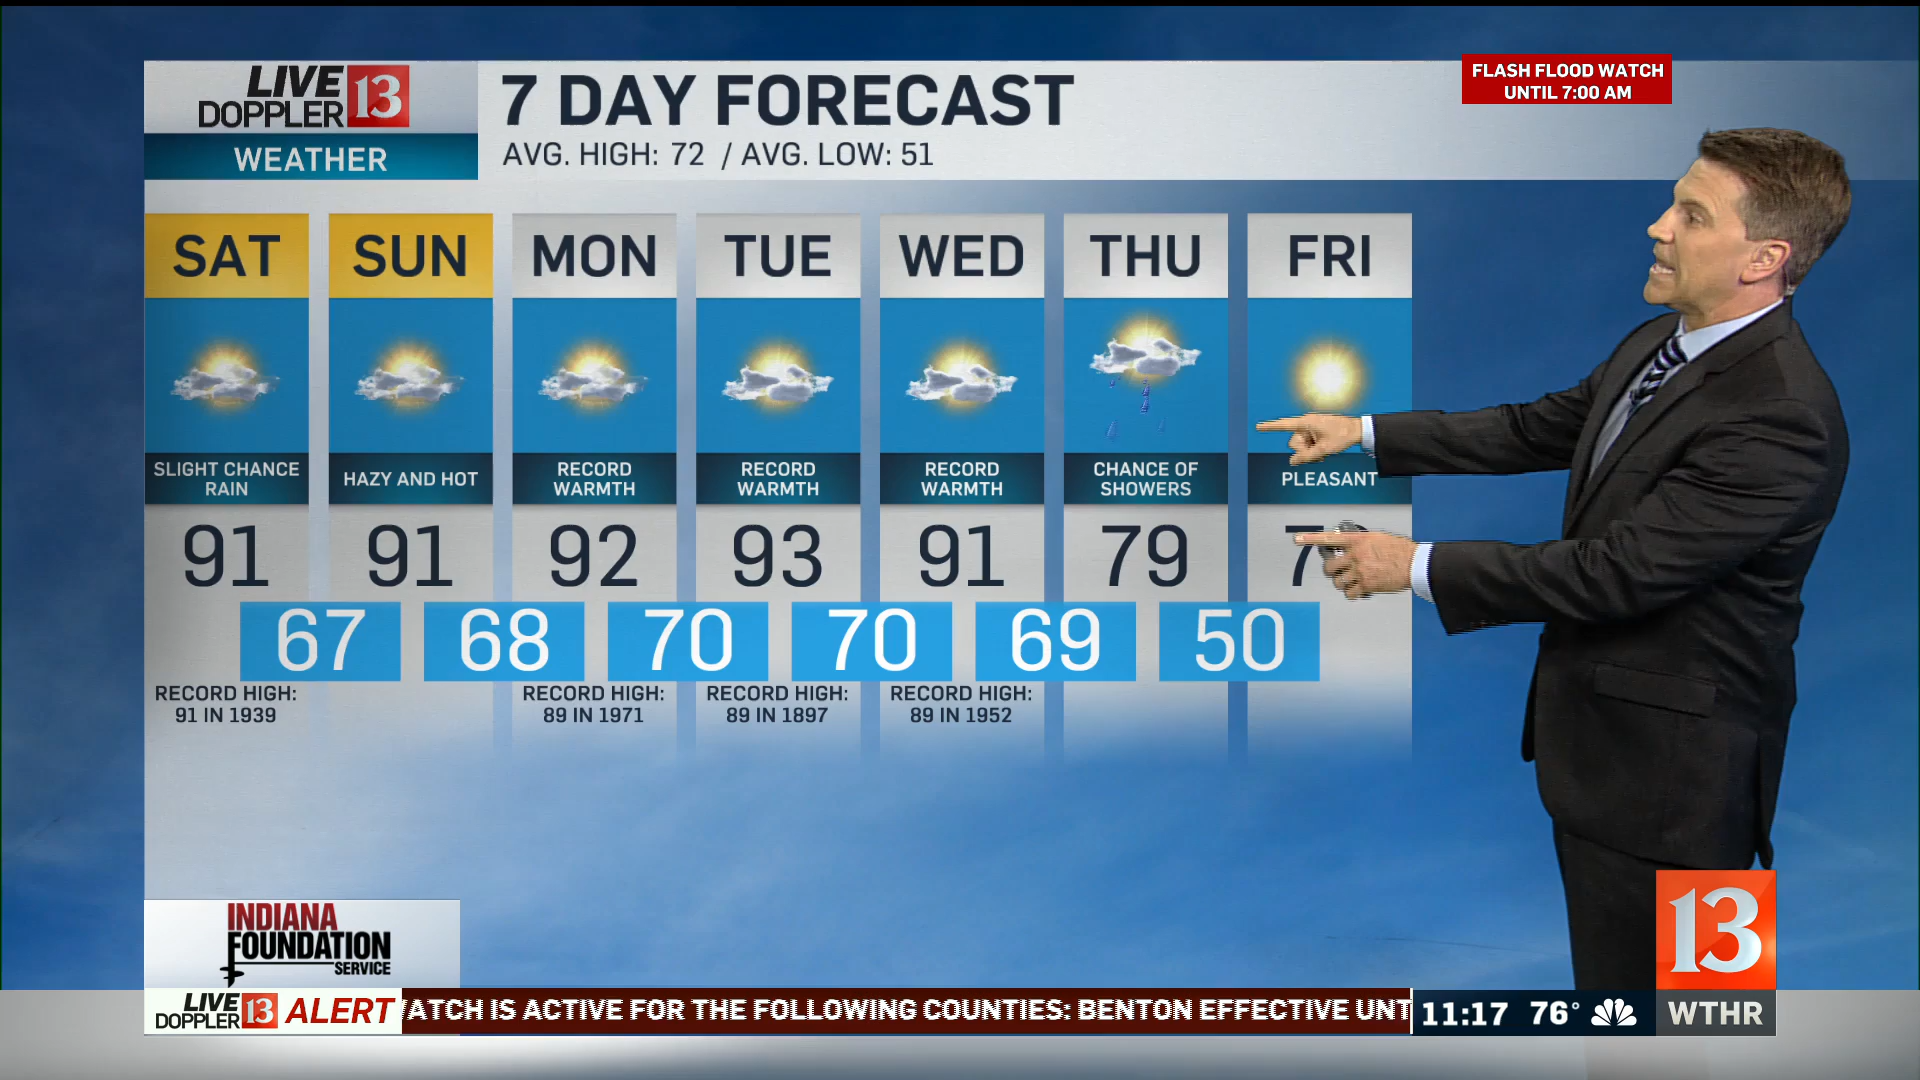 LIVE
DOPPLER 13
WEATHER
7 DAY FORECAST
AVG. HIGH: 72 / AVG. LOW: 51
FLASH FLOOD WATCH
UNTIL 7:00 AM
SAT SUN MON TUE WED THU FRI
SLIGHT CHANCE
RAIN
HAZY AND HOT
RECORD
WARMTH
RECORD
WARMTH
RECORD
WARMTH
CHANCE OF
SHOWERS
PLEASANT
91 91 92 93 91 79
67 68 70 70 69 50
RECORD HIGH:
91 IN 1939
RECORD HIGH:
89 IN 1971
RECORD HIGH:
89 IN 1897
RECORD HIGH:
89 IN 1952
INDIANA
FOUNDATION
SERVICE
LIVE
DOPPLER 13 ALERT
ATCH IS ACTIVE FOR THE FOLLOWING COUNTIES: BENTON EFFECTIVE UNT
11:17 76°
13
WTHR